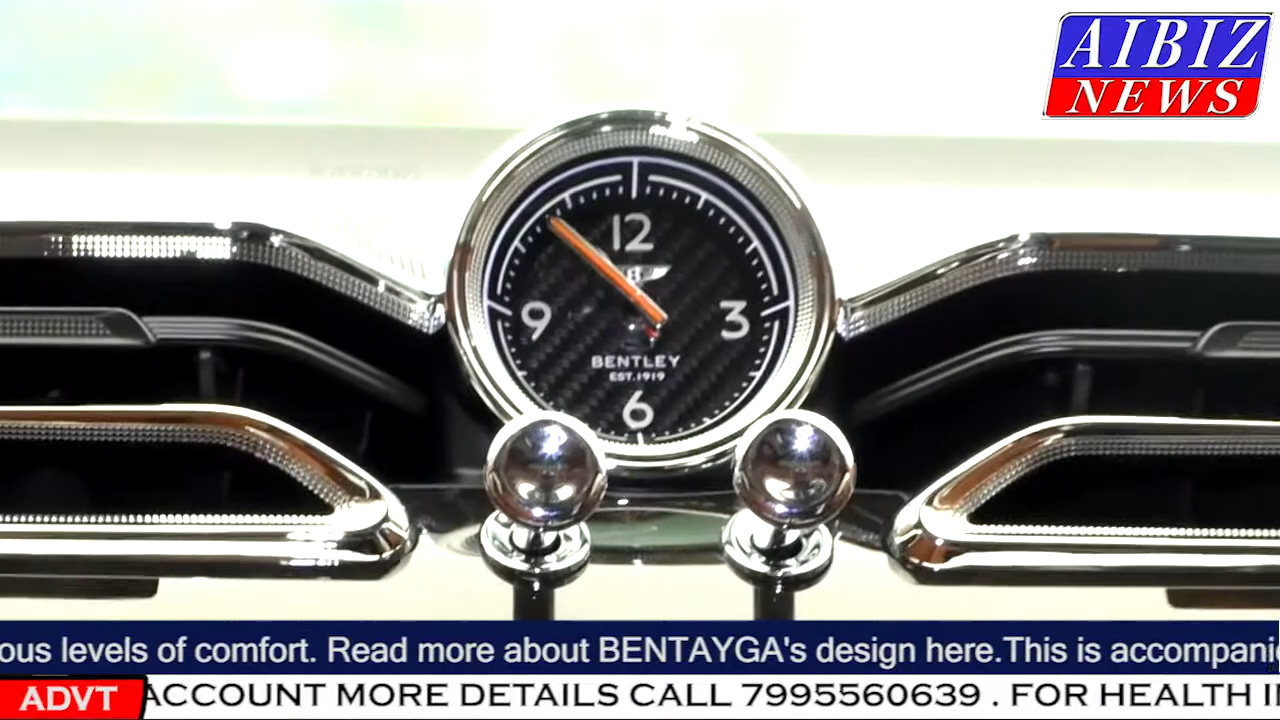 AIBIZ
NEWS
12
9
3
BENTLEY
EST.1919
6
ous levels of comfort. Read more about BENTAYGA's design here.This is accompani
ADVT
ACCOUNT MORE DETAILS CALL 7995560639 . FOR HEALTH I